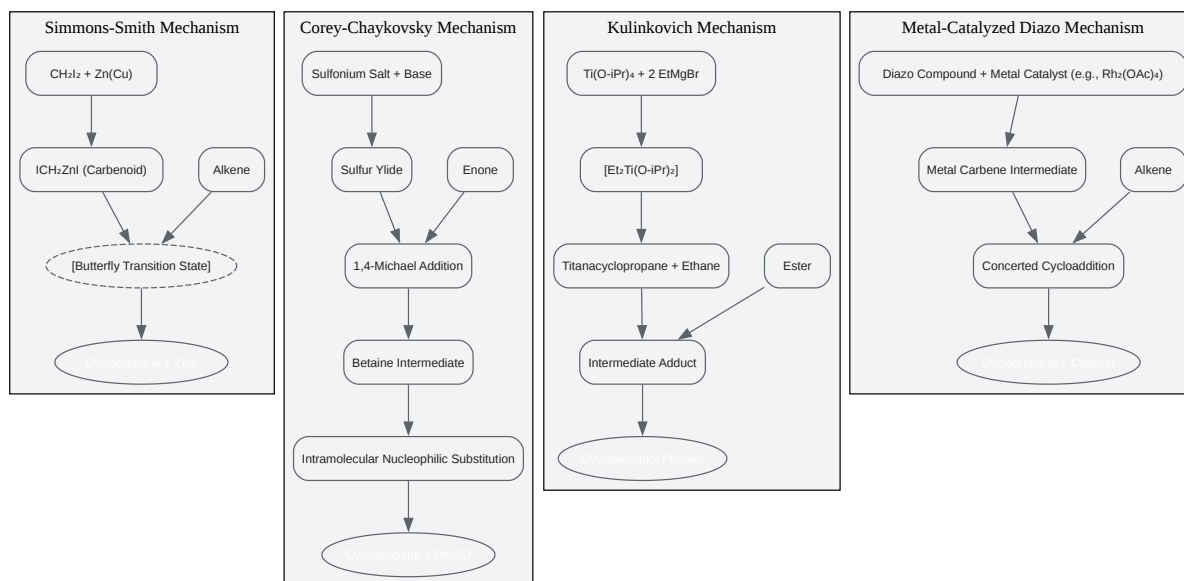 Simmons-Smith Mechanism
CH₂I₂ + Zn(Cu)
ICH₂ZnI (Carbenoid)
Alkene
[Butterfly Transition State]
Cyclopropane + ZnI₂
Corey-Chaykovsky Mechanism
Sulfonium Salt + Base
Sulfur Ylide
Enone
1,4-Michael Addition
Betaine Intermediate
Intramolecular Nucleophilic Substitution
Cyclopropane + DMSO
Kulinkovich Mechanism
Ti(O-iPr)₄ + 2 EtMgBr
[Et₂Ti(O-iPr)₂]
Titanacyclopropane + Ethane
Ester
Intermediate Adduct
Cyclopropanol Product
Metal-Catalyzed Diazo Mechanism
Diazo Compound + Metal Catalyst (e.g., Rh₂(OAc)₄)
Metal Carbene Intermediate
Alkene
Concerted Cycloaddition
Cyclopropane + Catalyst